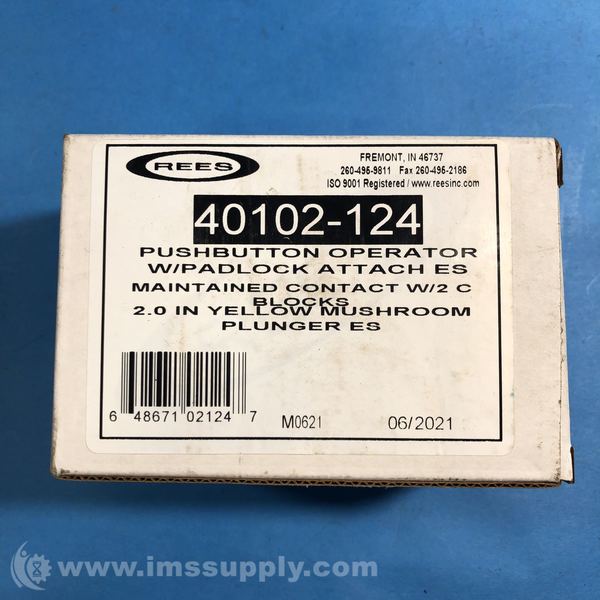 REES
FREMONT, IN 46737
260-495-9811 Fax 260-495-2186
ISO 9001 Registered / www.reesinc.com
40102-124
PUSHBUTTON OPERATOR
W/PADLOCK ATTACH ES
MAINTAINED CONTACT W/2 C
BLOCKS
2.0 IN YELLOW MUSHROOM
PLUNGER ES
6 48671 02124 7
M0621
06/2021
www.imssupply.com